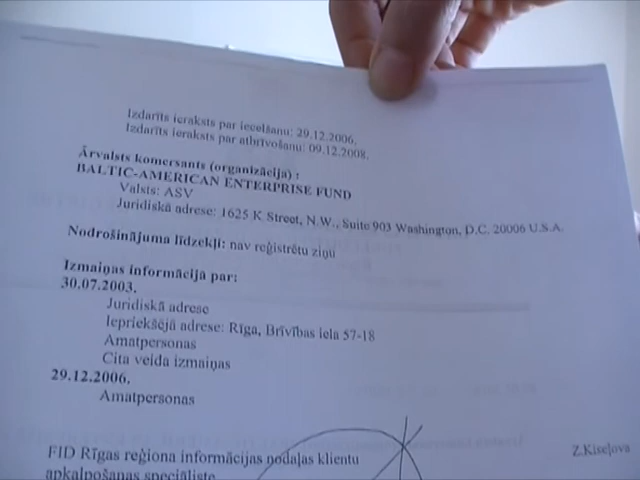 Izdarīts ieraksts par iecelšanu: 29.12.2006.
Izdarīts ieraksts par atbrīvošanu: 09.12.2008.
Ārvalsts komersants (organizācija) :
BALTIC-AMERICAN ENTERPRISE FUND
Valsts: ASV
Juridiskā adrese: 1625 K Street, N.W., Suite 903 Washington, D.C. 20006 U.S.A.
Nodrošinājuma līdzekļi: nav reģistrētu ziņu
Izmaiņas informācijā par:
30.07.2003.
Juridiskā adrese
Iepriekšējā adrese: Rīga, Brīvības iela 57-18
Amatpersonas
Cita veida izmaiņas
29.12.2006.
Amatpersonas
FID Rīgas reģiona informācijas nodaļas klientu
apkalpošanas speciāliste
Z.Kiseļova